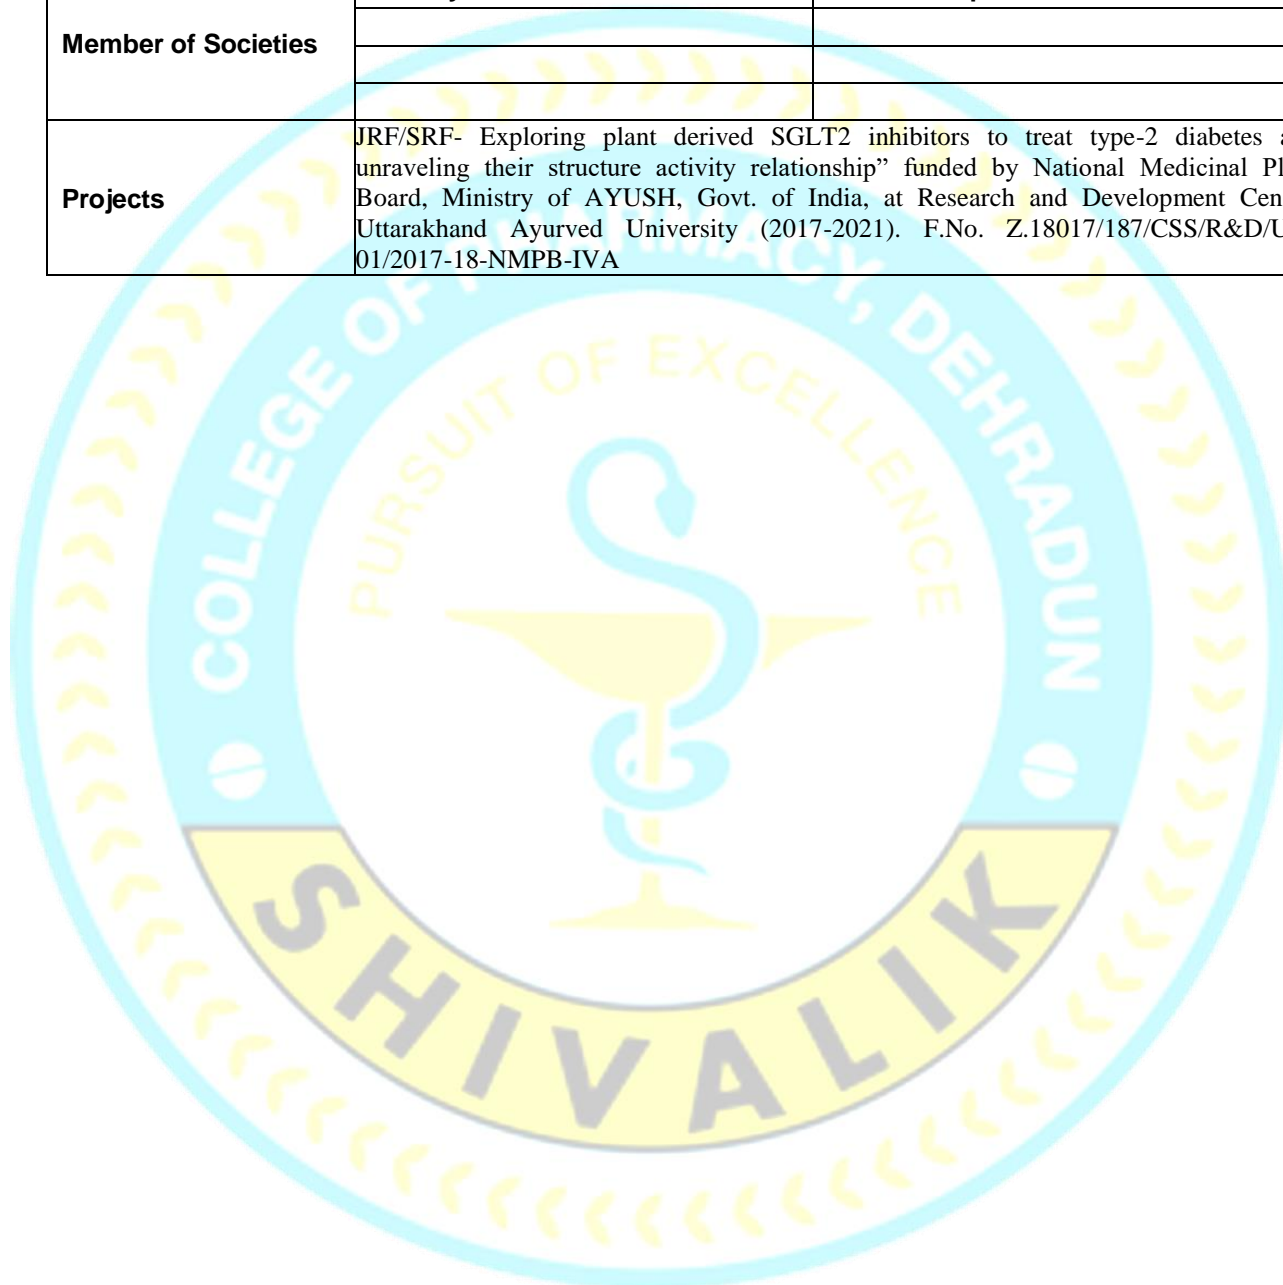 Member of Societies
JRF/SRF- Exploring plant derived SGLT2 inhibitors to treat type-2 diabetes
unraveling their structure activity relationship” funded by National Medicinal
Projects
Board, Ministry of AYUSH, Govt. of India, at Research and Development
Uttarakhand Ayurved University (2017-2021). F.No. Z.18017/187/CSS/R&D/
01/2017-18-NMPB-IVA
COLLEGE OF PHARMACY, DEHRADUN
PURSUIT OF EXCELLENCE
SHIVALIK